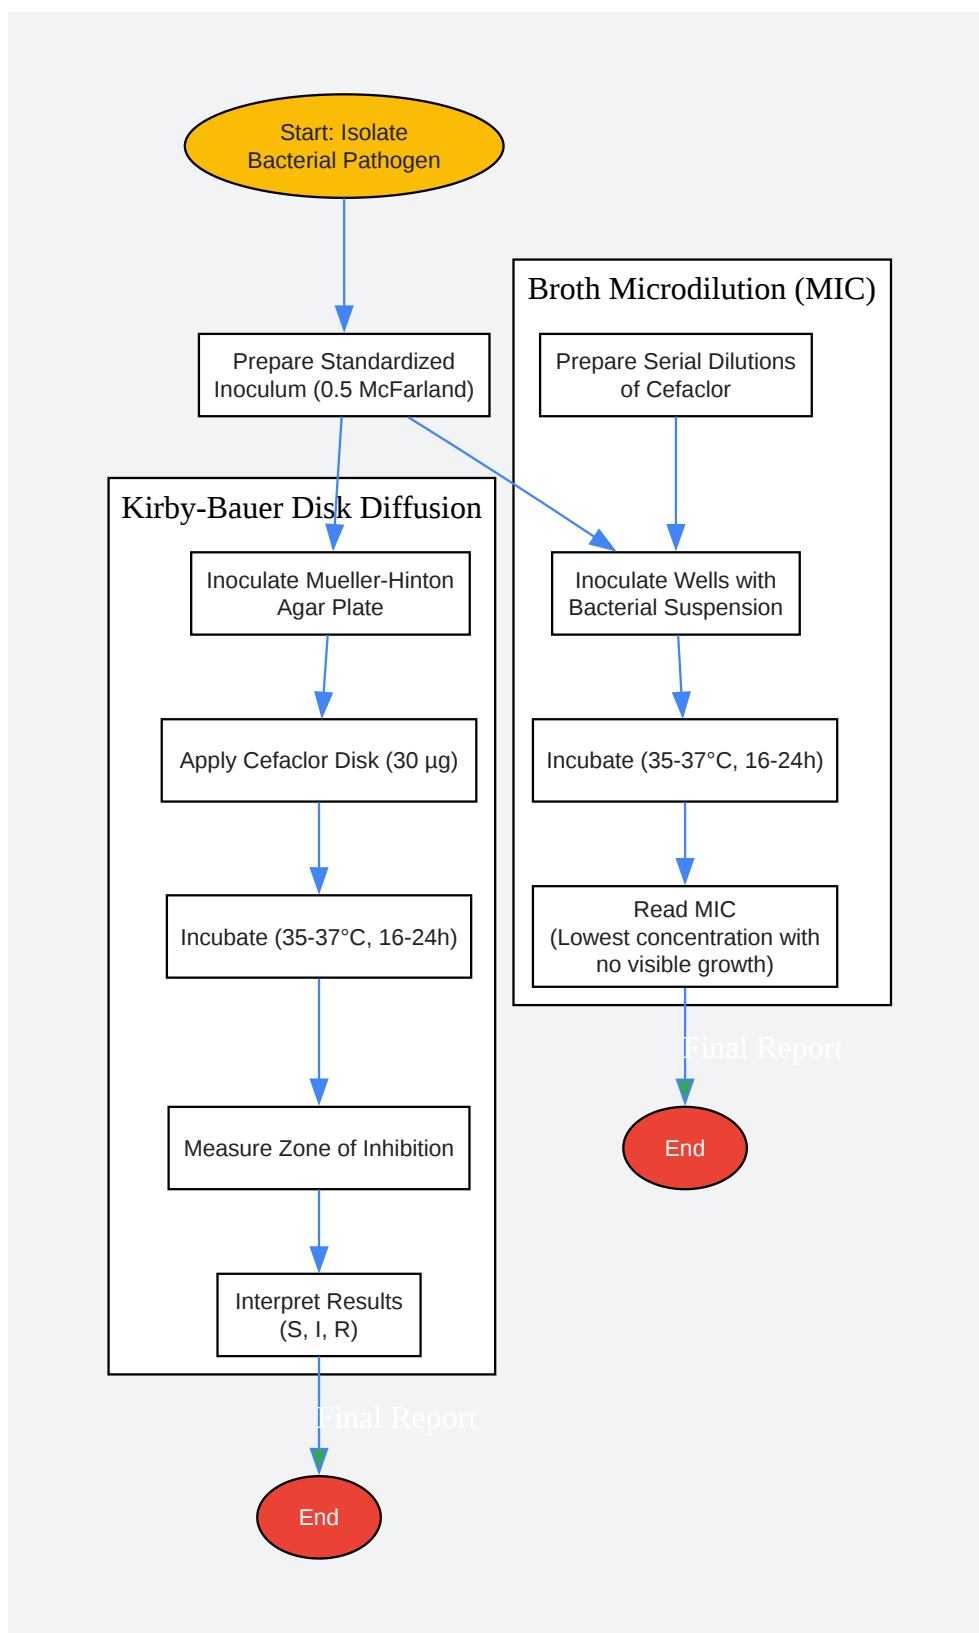 Start: Isolate
Bacterial Pathogen
Prepare Standardized
Inoculum (0.5 McFarland)
Kirby-Bauer Disk Diffusion
Inoculate Mueller-Hinton
Agar Plate
Apply Cefaclor Disk (30 µg)
Incubate (35-37°C, 16-24h)
Measure Zone of Inhibition
Interpret Results
(S, I, R)
Final Report
End
Broth Microdilution (MIC)
Prepare Serial Dilutions
of Cefaclor
Inoculate Wells with
Bacterial Suspension
Incubate (35-37°C, 16-24h)
Read MIC
(Lowest concentration with
no visible growth)
Final Report
End